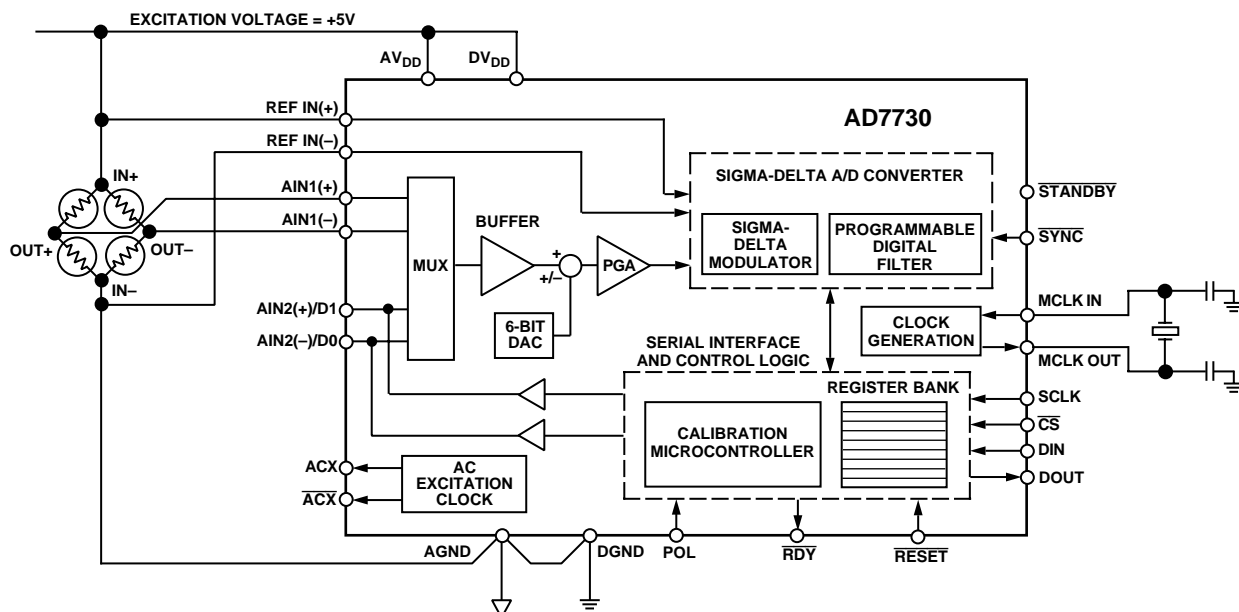 EXCITATION VOLTAGE = +5V
AVDD
DVDD
REF IN(+)
AD7730
REF IN(–)
SIGMA-DELTA A/D CONVERTER
IN+
STANDBY
AIN1(+)
BUFFER
AIN1(–)
SIGMA-
DELTA
MODULATOR
PROGRAMMABLE
DIGITAL
FILTER
SYNC
OUT+
OUT–
MUX
+
+/–
PGA
IN–
MCLK IN
AIN2(+)/D1
6-BIT
DAC
CLOCK
GENERATION
AIN2(–)/D0
SERIAL INTERFACE
AND CONTROL LOGIC
MCLK OUT
REGISTER BANK
SCLK
CS
CALIBRATION
MICROCONTROLLER
DIN
ACX
AC
EXCITATION
CLOCK
DOUT
ACX
AGND
DGND
POL
RDY
RESET